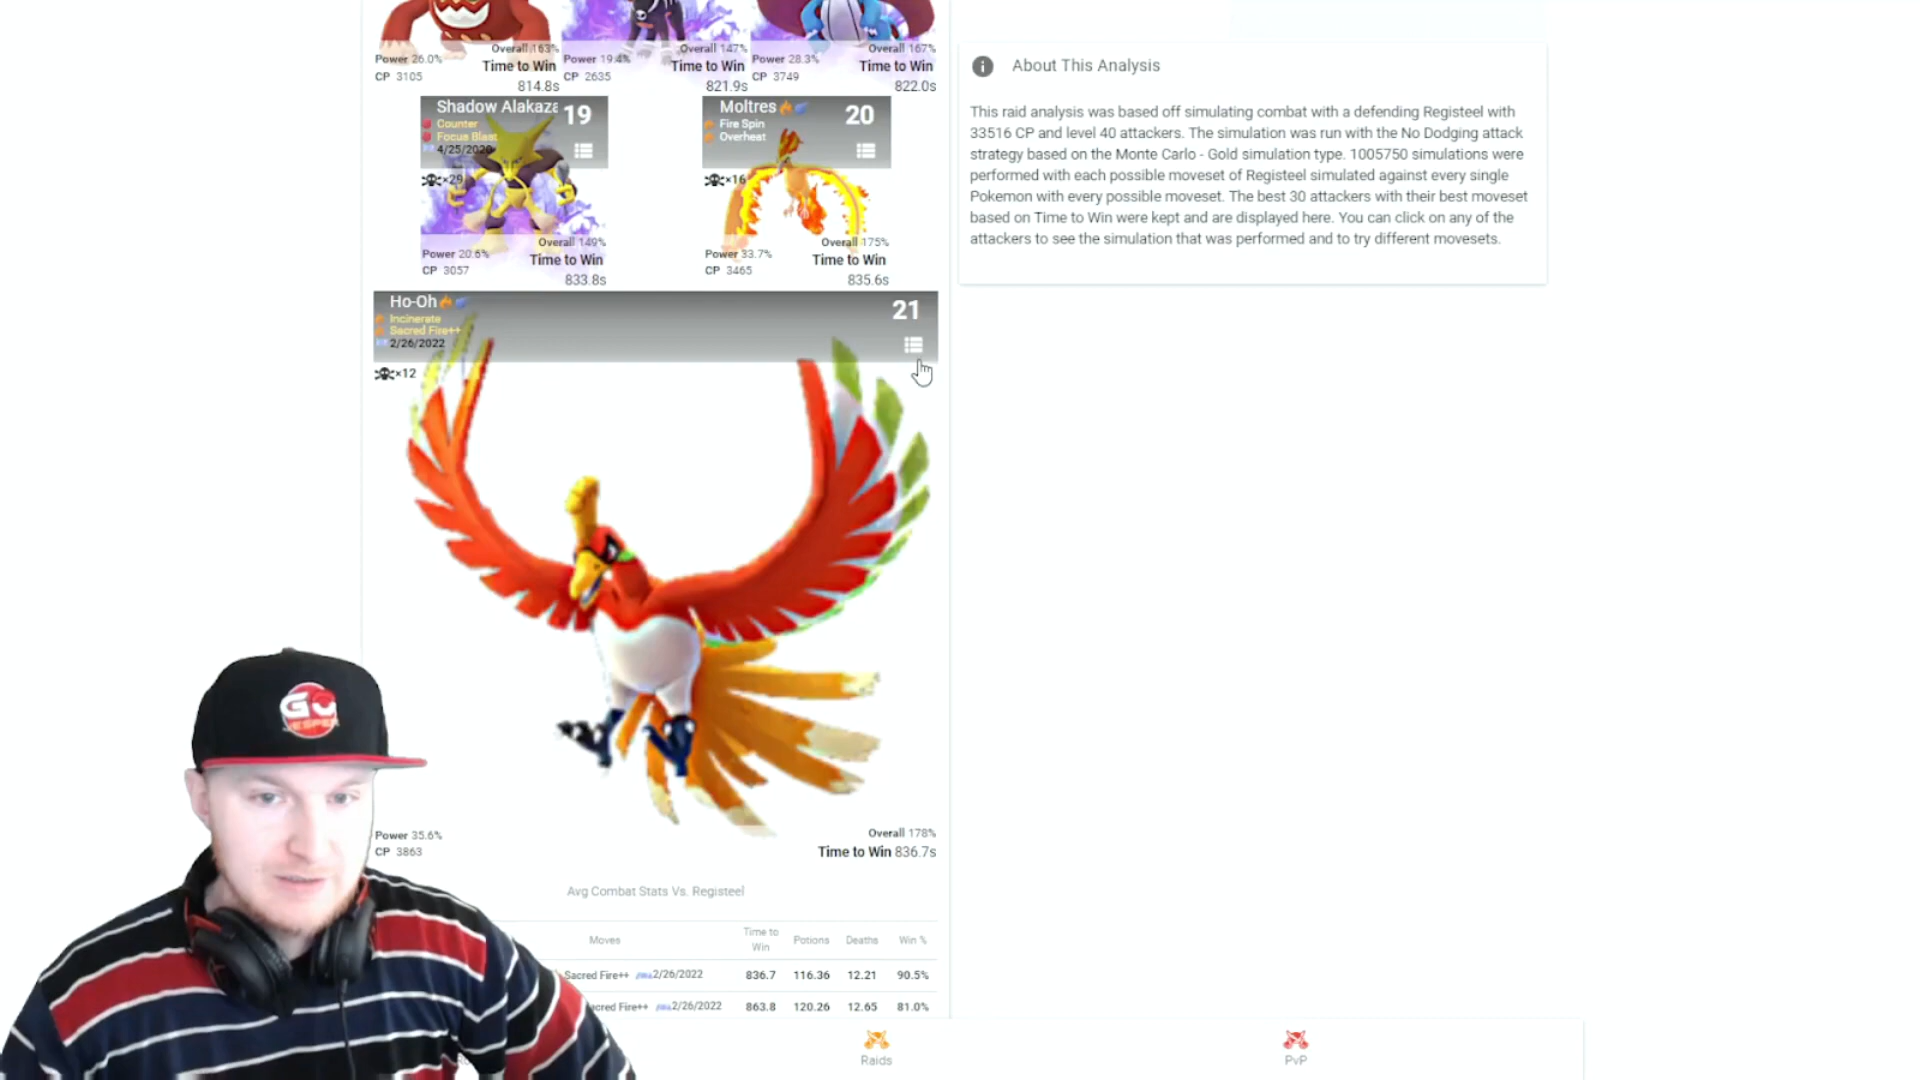 Overall 163%
Power 26.0%
Time to Win
CP 3105
814.8s
Overall 147%
Power 19.4%
Time to Win
CP 2635
821.9s
Overall 167%
Power 28.3%
Time to Win
CP 3749
822.0s
Shadow Alakaza
19
Counter
Focus Blast
4/25/2020
×29
Overall 149%
Power 20.6%
Time to Win
CP 3057
833.8s
Moltres
20
Fire Spin
Overheat
×16
Overall 175%
Power 33.7%
Time to Win
CP 3465
835.6s
Ho-Oh
21
Incinerate
Sacred Fire++
2/26/2022
×12
Power 35.6%
Overall 178%
CP 3863
Time to Win 836.7s
Avg Combat Stats Vs. Registeel
Moves Time to Win Potions Deaths Win %
Sacred Fire++ 2/26/2022 836.7 116.36 12.21 90.5%
acred Fire++ 2/26/2022 863.8 120.26 12.65 81.0%
Raids
PvP
About This Analysis
This raid analysis was based off simulating combat with a defending Registeel with
33516 CP and level 40 attackers. The simulation was run with the No Dodging attack
strategy based on the Monte Carlo - Gold simulation type. 1005750 simulations were
performed with each possible moveset of Registeel simulated against every single
Pokemon with every possible moveset. The best 30 attackers with their best moveset
based on Time to Win were kept and are displayed here. You can click on any of the
attackers to see the simulation that was performed and to try different movesets.
GO